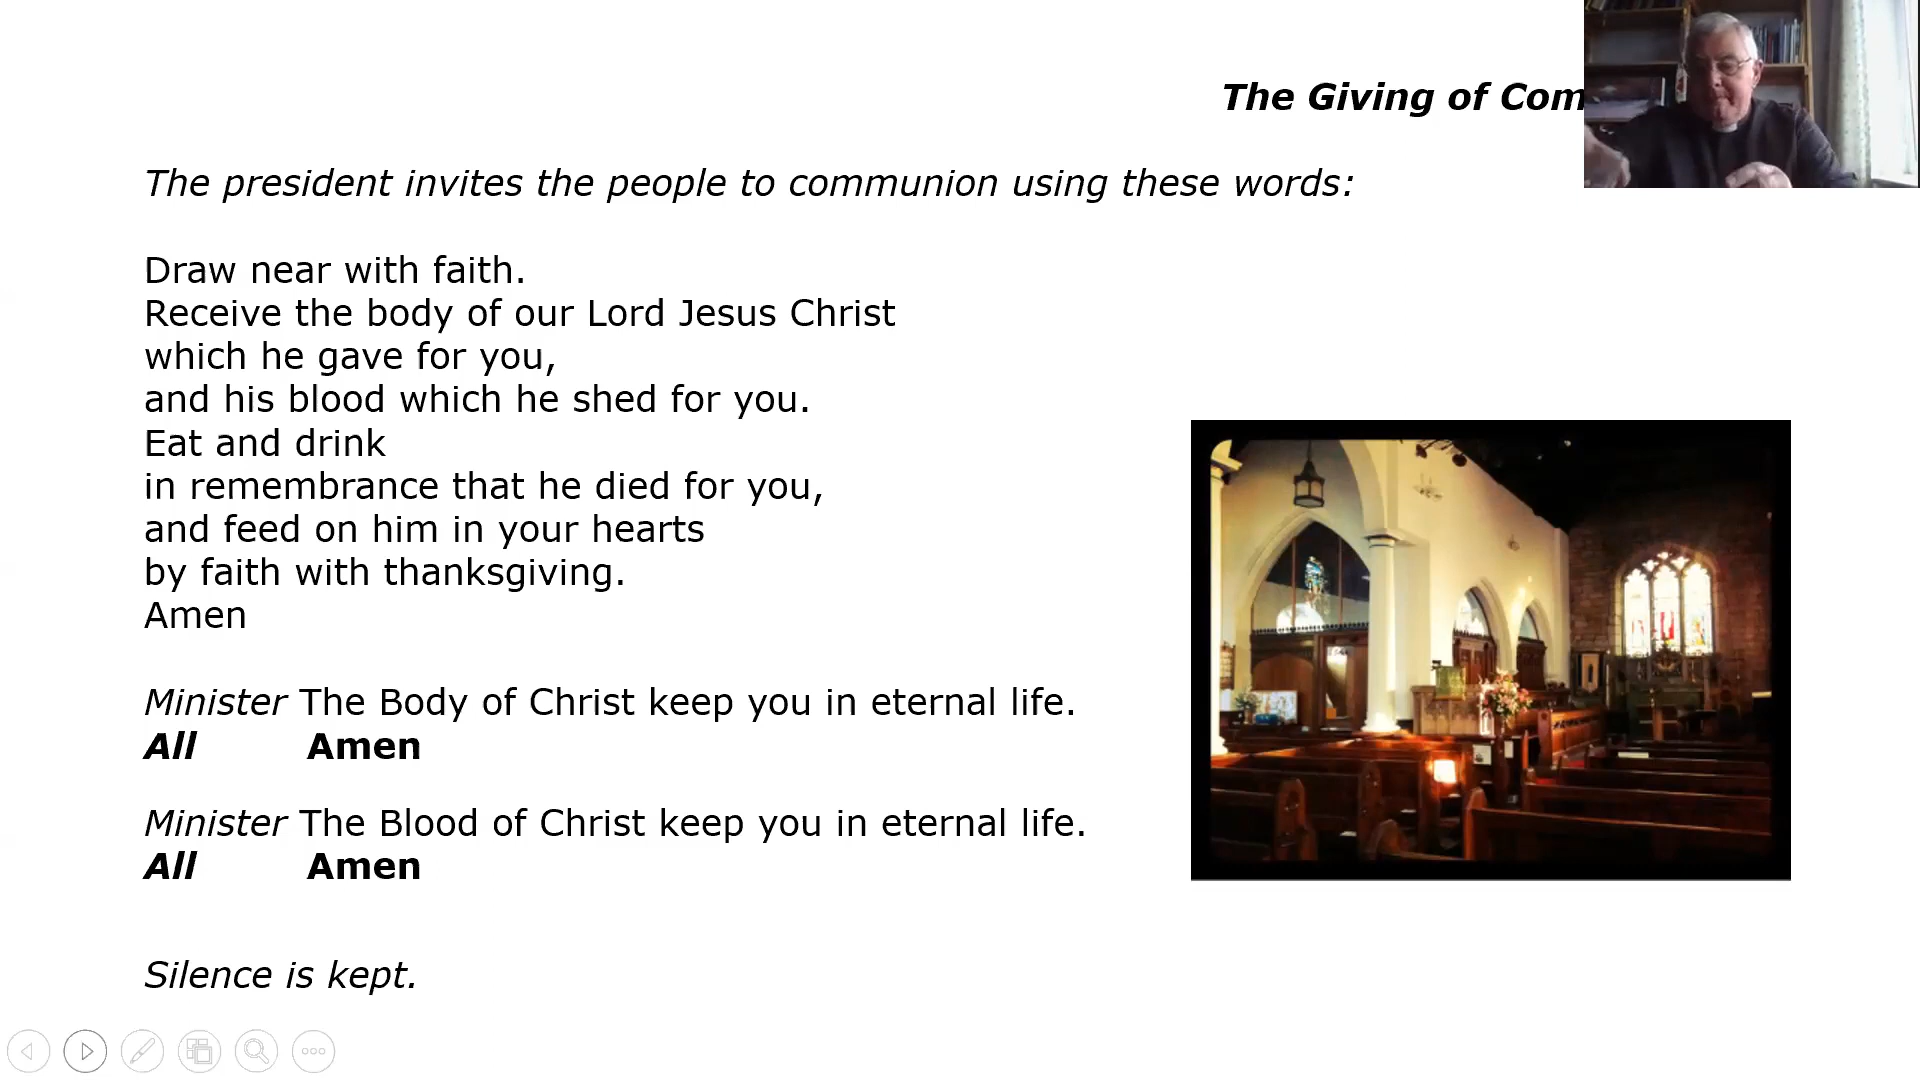 The Giving of Com
The president invites the people to communion using these words:
Draw near with faith.
Receive the body of our Lord Jesus Christ
which he gave for you,
and his blood which he shed for you.
Eat and drink
in remembrance that he died for you,
and feed on him in your hearts
by faith with thanksgiving.
Amen
Minister The Body of Christ keep you in eternal life.
All Amen
Minister The Blood of Christ keep you in eternal life.
All Amen
Silence is kept.